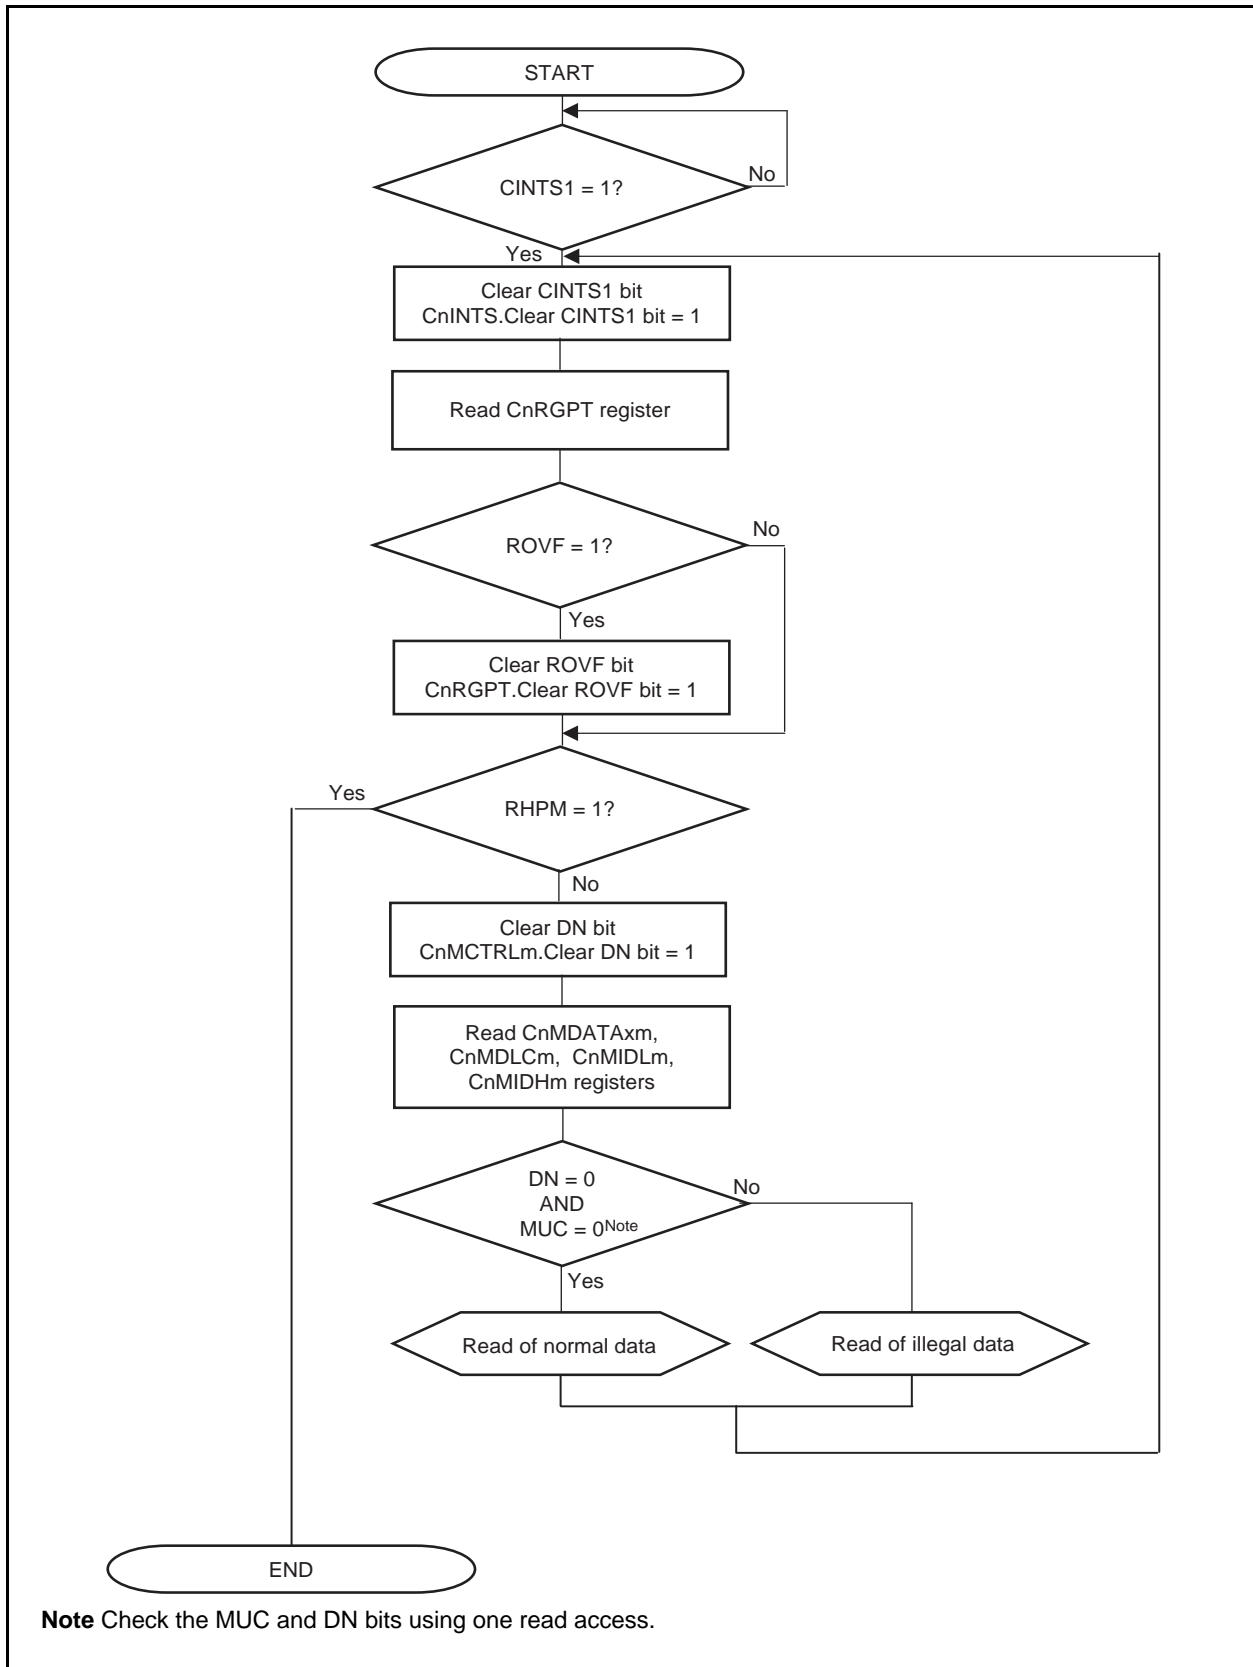 START
No
CINTS1 = 1?
Yes
Clear CINTS1 bit
CnINTS.Clear CINTS1 bit = 1
Read CnRGPT register
No
ROVF = 1?
Yes
Clear ROVF bit
CnRGPT.Clear ROVF bit = 1
Yes
RHPM = 1?
No
Clear DN bit
CnMCTRLm.Clear DN bit = 1
Read CnMDATAxm,
CnMDLCm, CnMIDLm,
CnMIDHm registers
DN = 0
AND
MUC = 0Note
No
Yes
Read of normal data
Read of illegal data
END
Note Check the MUC and DN bits using one read access.